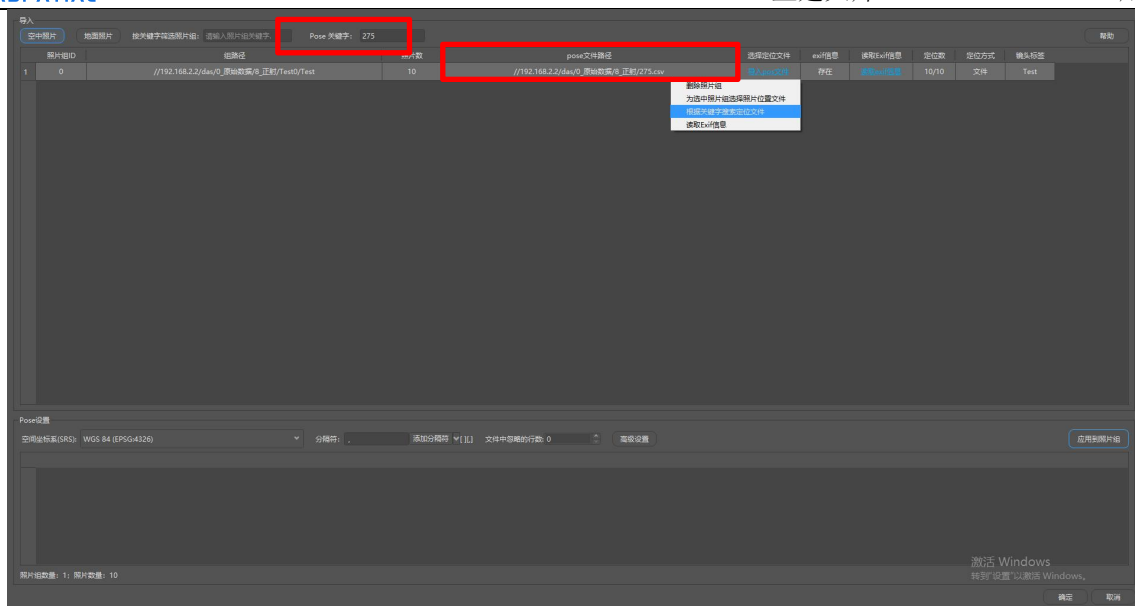 导入
空中照片 地面照片 按关键字筛选照片组: 请输入照片组关键字. Pose 关键字: 275 帮助
照片组ID 组路径 照片数 pose文件路径 选择定位文件 exif信息 读取Exif信息 定位数 定位方式 镜头标签
1 0 //192.168.2.2/das/0_原始数据/8_正射/Test0/Test 10 //192.168.2.2/das/0_原始数据/8_正射/275.csv 存在 10/10 文件 Test
删除照片组
为选中照片组选择照片位置文件
根据关键字搜索定位文件
读取Exif信息
Pose设置
空间坐标系(SRS): WGS 84 (EPSG:4326) 分隔符: , 添加分隔符 [ ][,] 文件中忽略的行数: 0 高级设置 应用到照片组
照片组数量: 1; 照片数量: 10
激活 Windows
转到"设置"以激活 Windows。
确定 取消